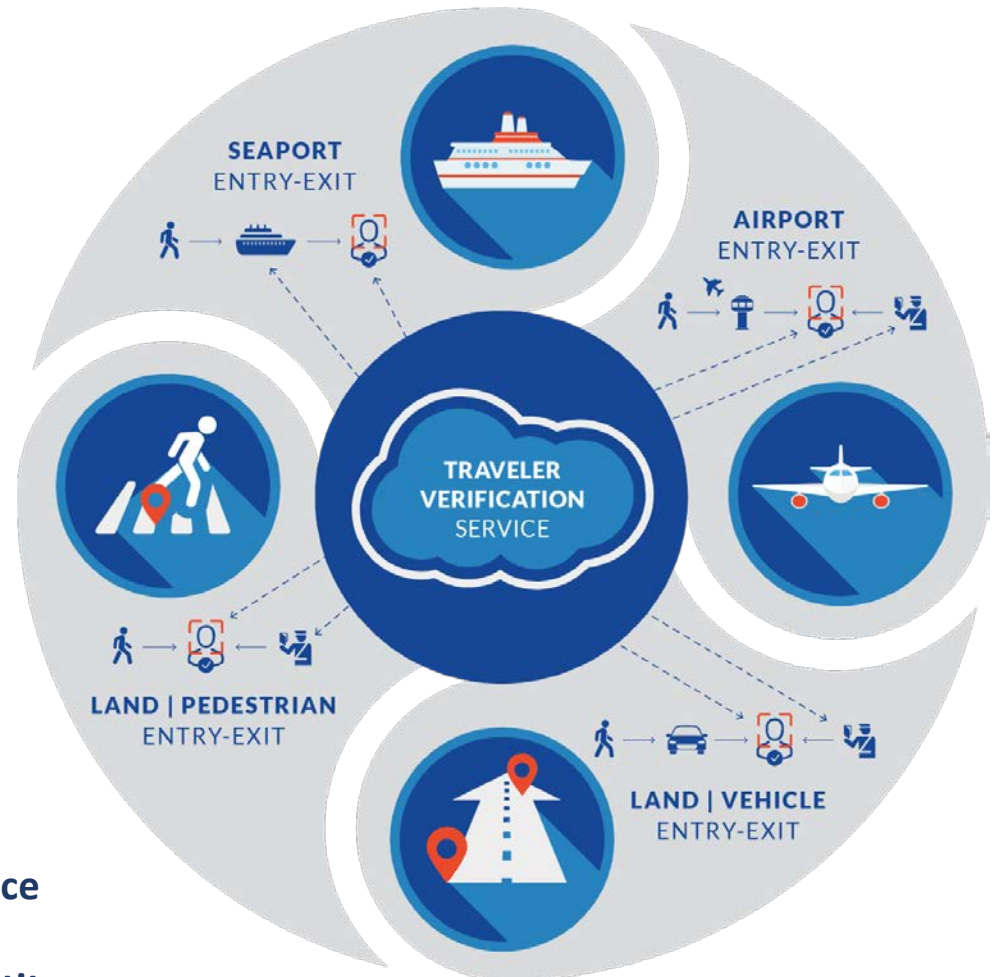 SEAPORT
ENTRY-EXIT
AIRPORT
ENTRY-EXIT
TRAVELER
VERIFICATION
SERVICE
LAND | PEDESTRIAN
ENTRY-EXIT
LAND | VEHICLE
ENTRY-EXIT
ce